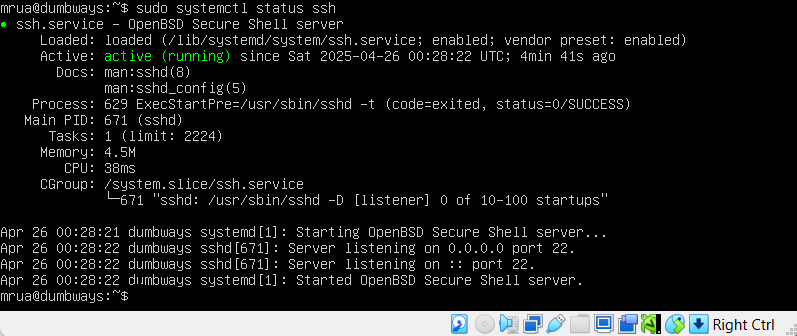 mrua@dumbways:~$ sudo systemctl status ssh
● ssh.service - OpenBSD Secure Shell server
Loaded: loaded (/lib/systemd/system/ssh.service; enabled; vendor preset: enabled)
Active: active (running) since Sat 2025-04-26 00:28:22 UTC; 4min 41s ago
Docs: man:sshd(8)
man:sshd_config(5)
Process: 629 ExecStartPre=/usr/sbin/sshd -t (code=exited, status=0/SUCCESS)
Main PID: 671 (sshd)
Tasks: 1 (limit: 2224)
Memory: 4.5M
CPU: 38ms
CGroup: /system.slice/ssh.service
└─671 "sshd: /usr/sbin/sshd -D [listener] 0 of 10-100 startups"
Apr 26 00:28:21 dumbways systemd[1]: Starting OpenBSD Secure Shell server...
Apr 26 00:28:22 dumbways sshd[671]: Server listening on 0.0.0.0 port 22.
Apr 26 00:28:22 dumbways sshd[671]: Server listening on :: port 22.
Apr 26 00:28:22 dumbways systemd[1]: Started OpenBSD Secure Shell server.
mrua@dumbways:~$
Right Ctrl